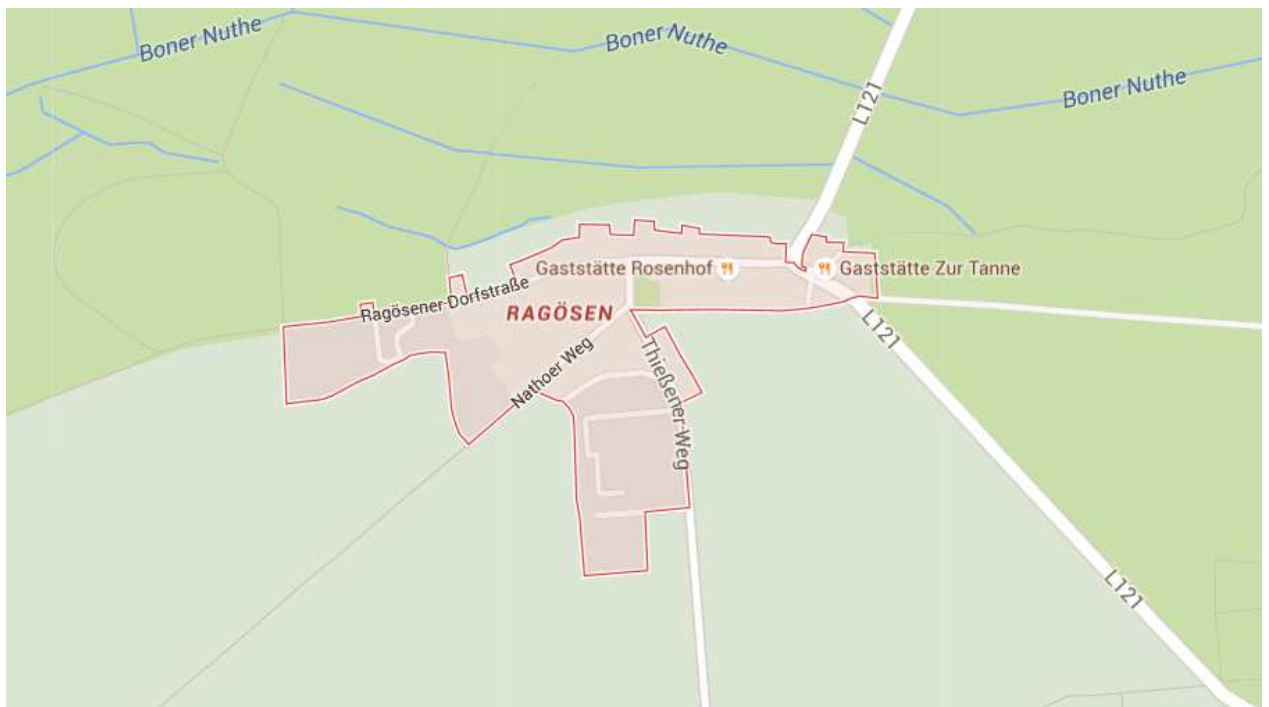 Boner Nuthe
Boner Nuthe
Boner Nuthe
L121
Gaststätte Rosenhof
Gaststätte Zur Tanne
Ragösener-Dorfstraße
RAGÖSEN
L121
Nathoer Weg
Thießener-Weg
L121